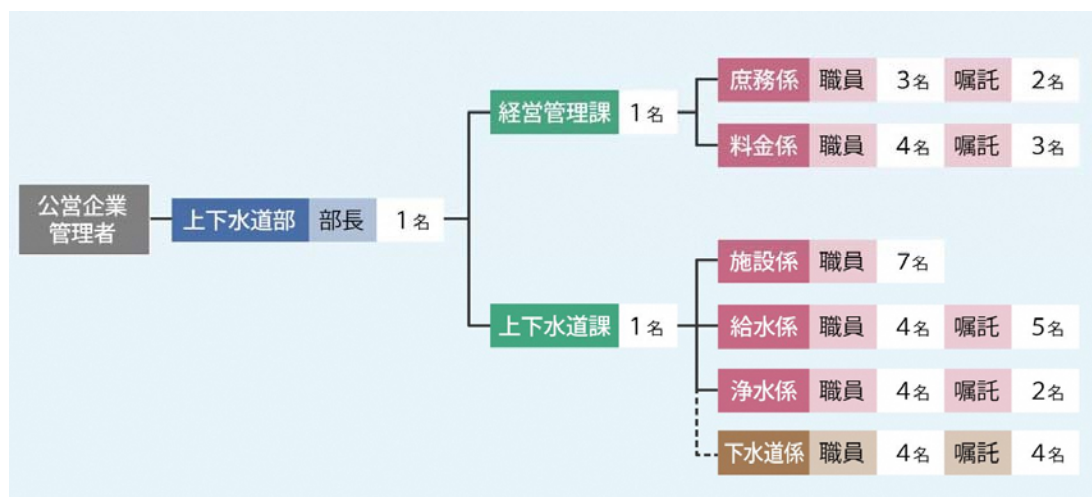 公営企業
管理者
上下水道部 部長 1名
経営管理課 1名
庶務係 職員 3名 嘱託 2名
料金係 職員 4名 嘱託 3名
上下水道課 1名
施設係 職員 7名
給水係 職員 4名 嘱託 5名
浄水係 職員 4名 嘱託 2名
下水道係 職員 4名 嘱託 4名